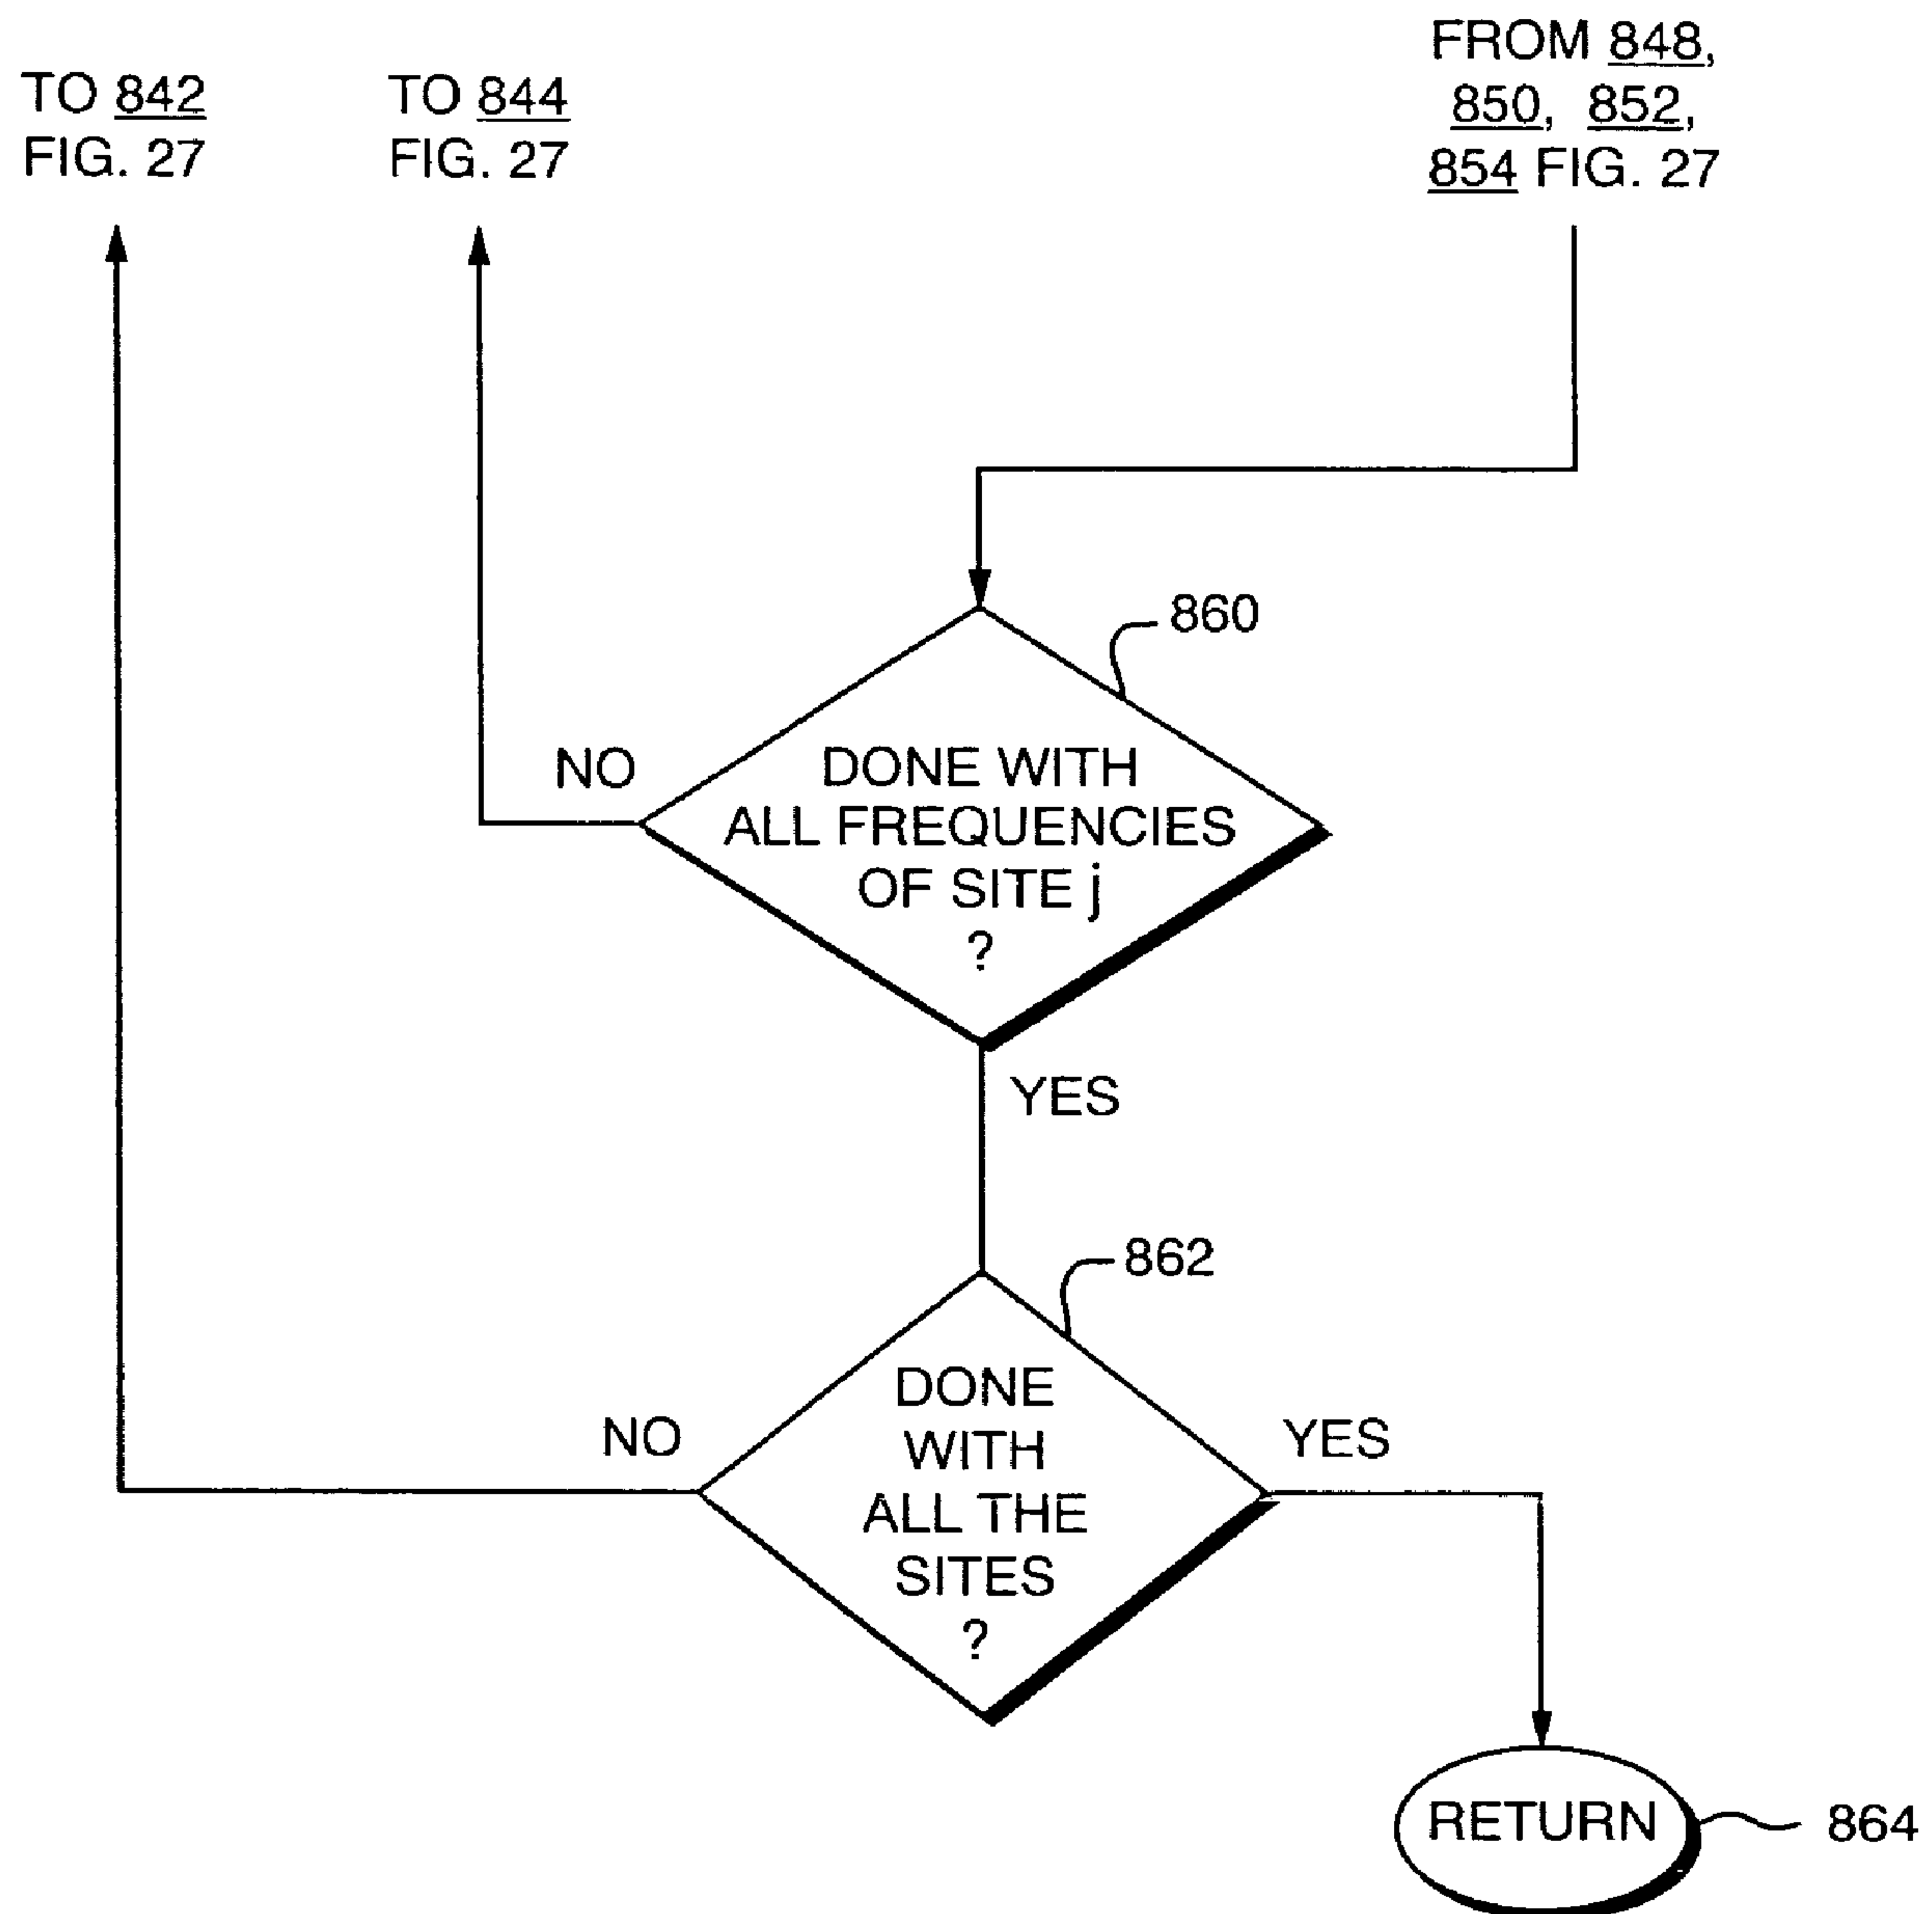 TO 842
FIG. 27
TO 844
FIG. 27
FROM 848,
850, 852,
854 FIG. 27
860
NO
DONE WITH
ALL FREQUENCIES
OF SITE j
?
YES
862
DONE
WITH
ALL THE
SITES
?
NO
YES
RETURN
864